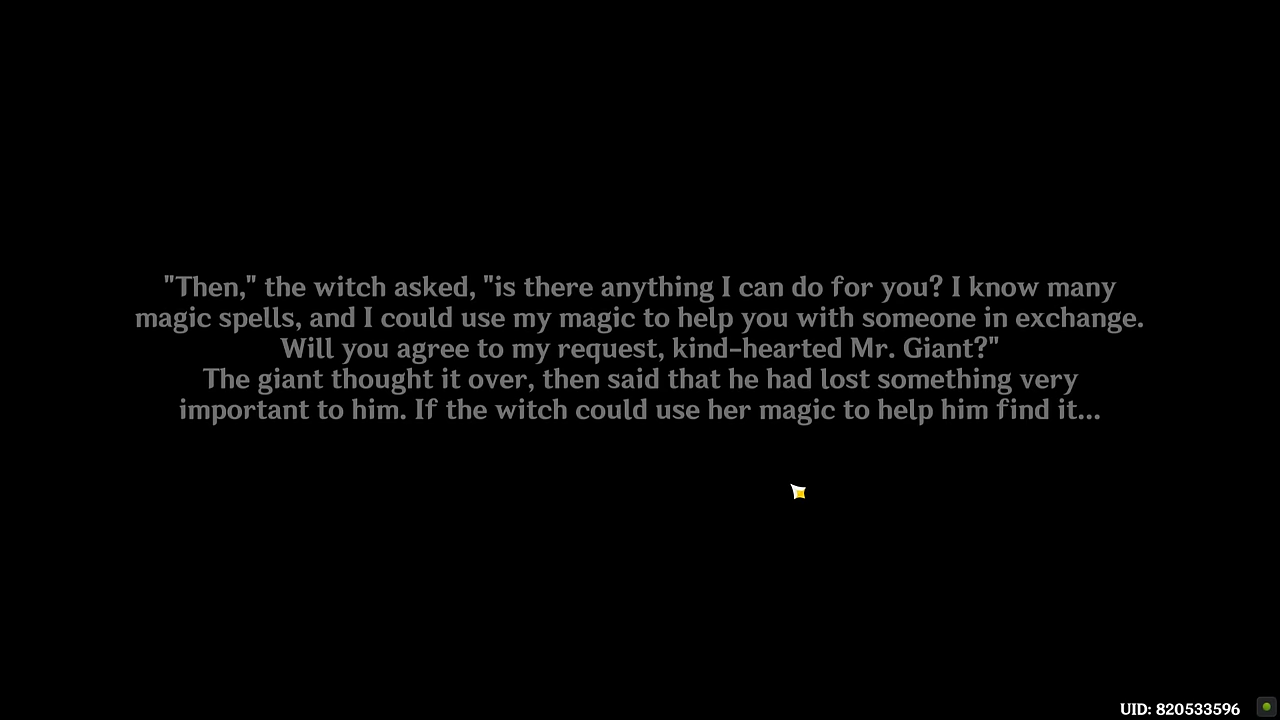 "Then," the witch asked, "is there anything I can do for you? I know many
magic spells, and I could use my magic to help you with someone in exchange.
Will you agree to my request, kind-hearted Mr. Giant?"
The giant thought it over, then said that he had lost something very
important to him. If the witch could use her magic to help him find it...
UID: 820533596